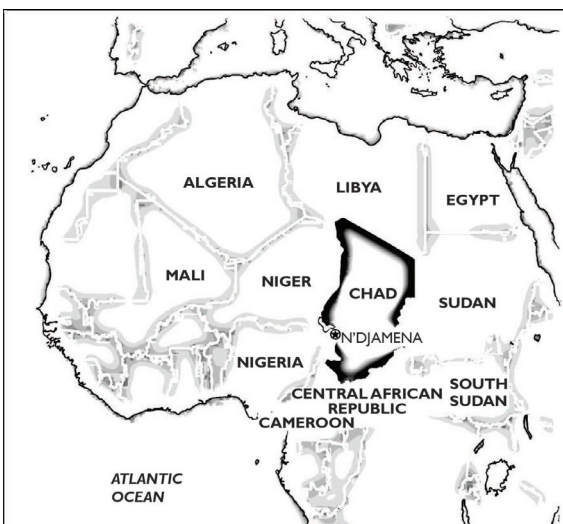 ALGERIA
LIBYA
EGYPT
MALI
NIGER
CHAD
SUDAN
N'DJAMENA
NIGERIA
CENTRAL AFRICAN
REPUBLIC
SOUTH
SUDAN
CAMEROON
ATLANTIC
OCEAN